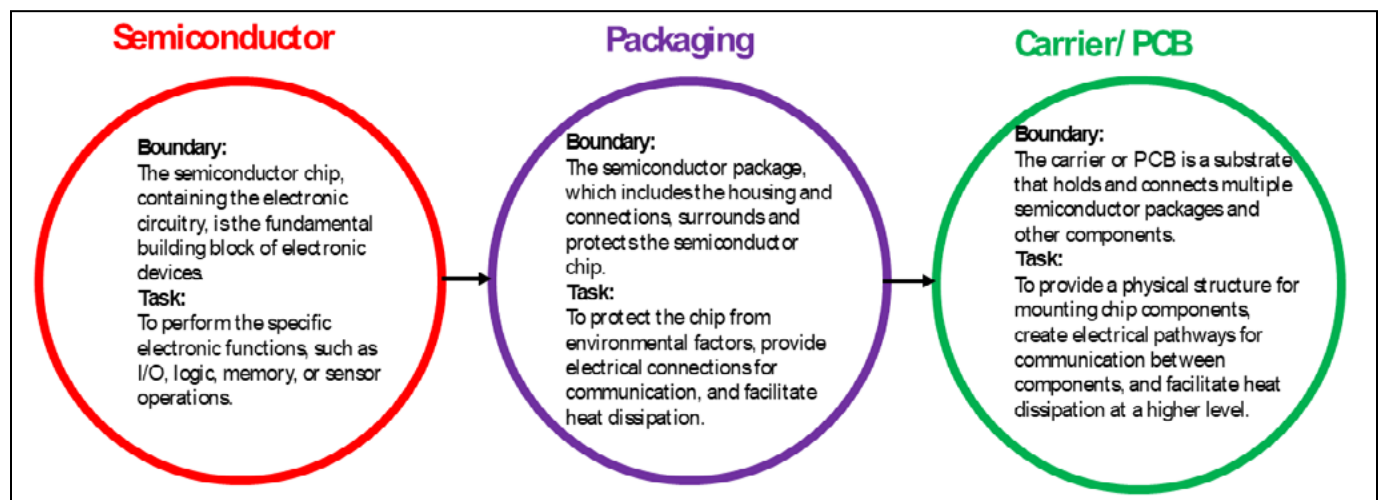 Semiconductor
Boundary:
The semiconductor chip,
containing the electronic
circuitry, is the fundamental
building block of electronic
devices.
Task:
To perform the specific
electronic functions, such as
I/O, logic, memory, or sensor
operations.
Packaging
Boundary:
The semiconductor package,
which includes the housing and
connections, surrounds and
protects the semiconductor
chip.
Task:
To protect the chip from
environmental factors, provide
electrical connections for
communication, and facilitate
heat dissipation.
Carrier/ PCB
Boundary:
The carrier or PCB is a substrate
that holds and connects multiple
semiconductor packages and
other components.
Task:
To provide a physical structure for
mounting chip components,
create electrical pathways for
communication between
components, and facilitate heat
dissipation at a higher level.